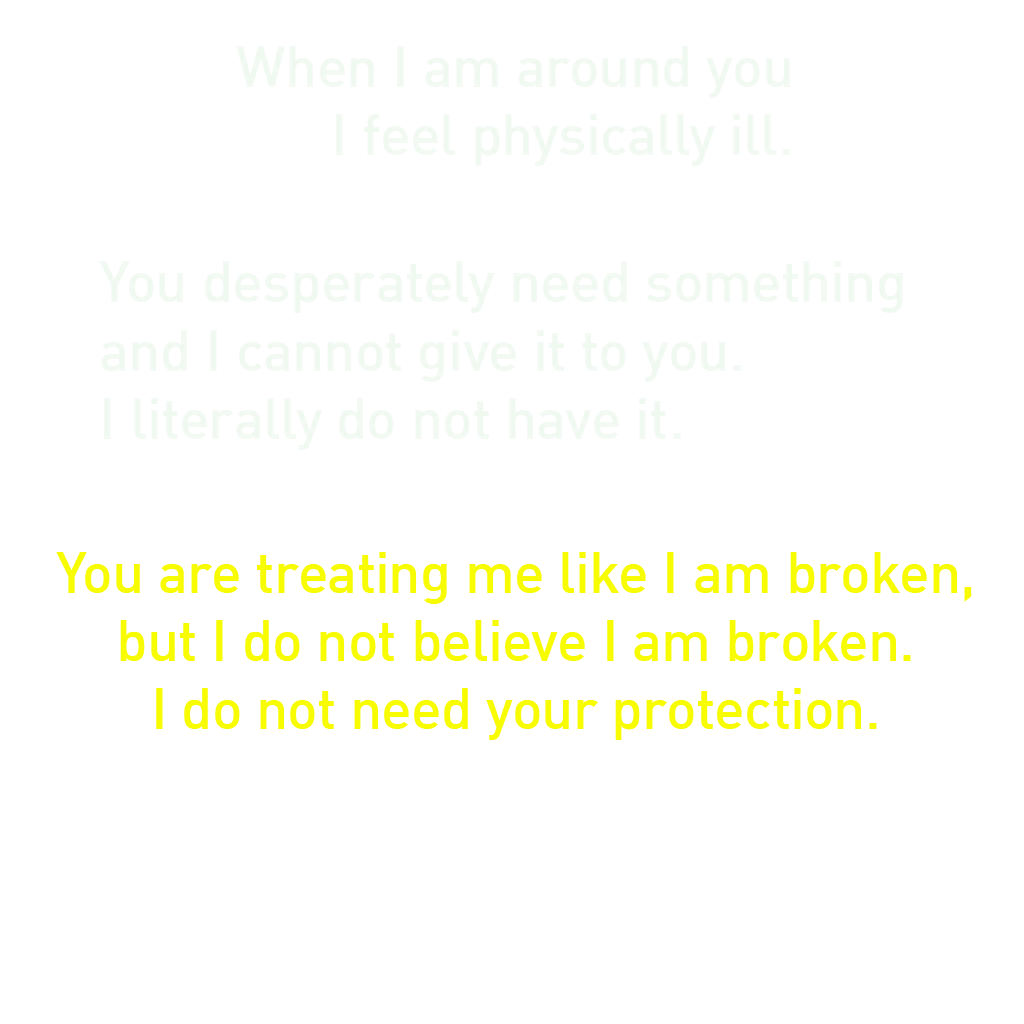 When I am around you
I feel physically ill.
You desperately need something
and I cannot give it to you.
I literally do not have it.
You are treating me like I am broken,
but I do not believe I am broken.
I do not need your protection.